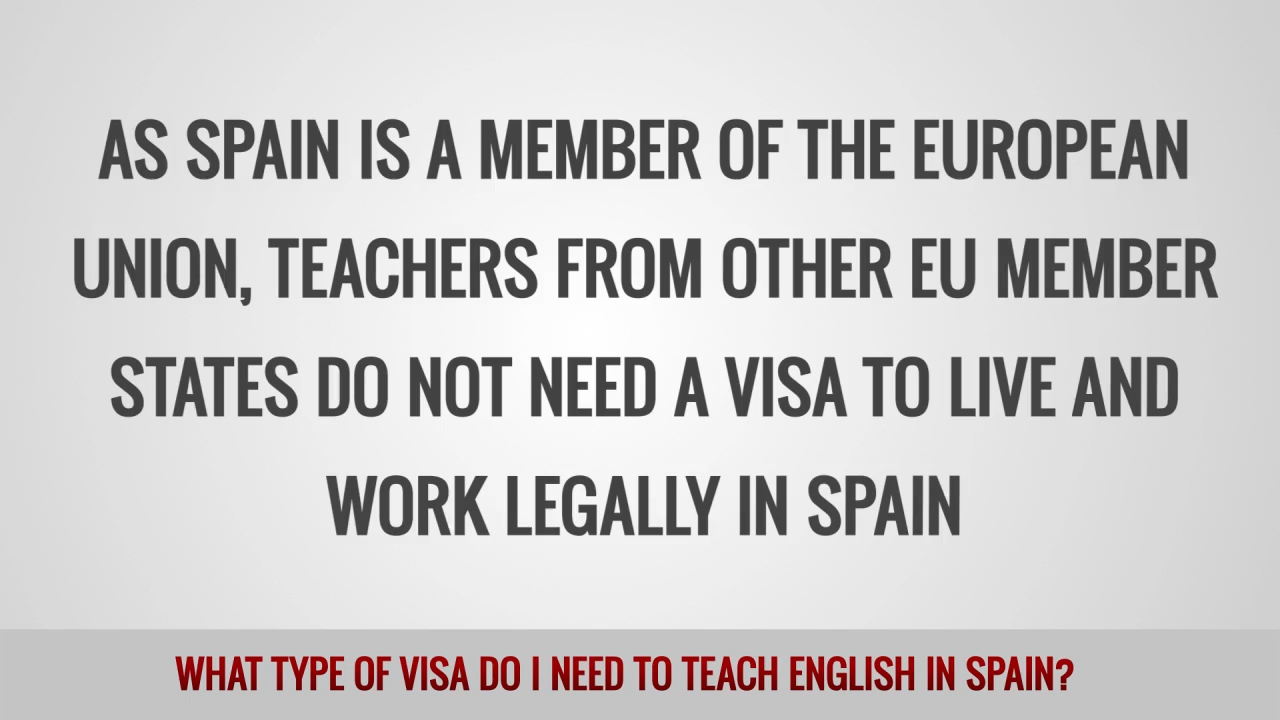 AS SPAIN IS A MEMBER OF THE EUROPEAN
UNION, TEACHERS FROM OTHER EU MEMBER
STATES DO NOT NEED A VISA TO LIVE AND
WORK LEGALLY IN SPAIN
WHAT TYPE OF VISA DO I NEED TO TEACH ENGLISH IN SPAIN?